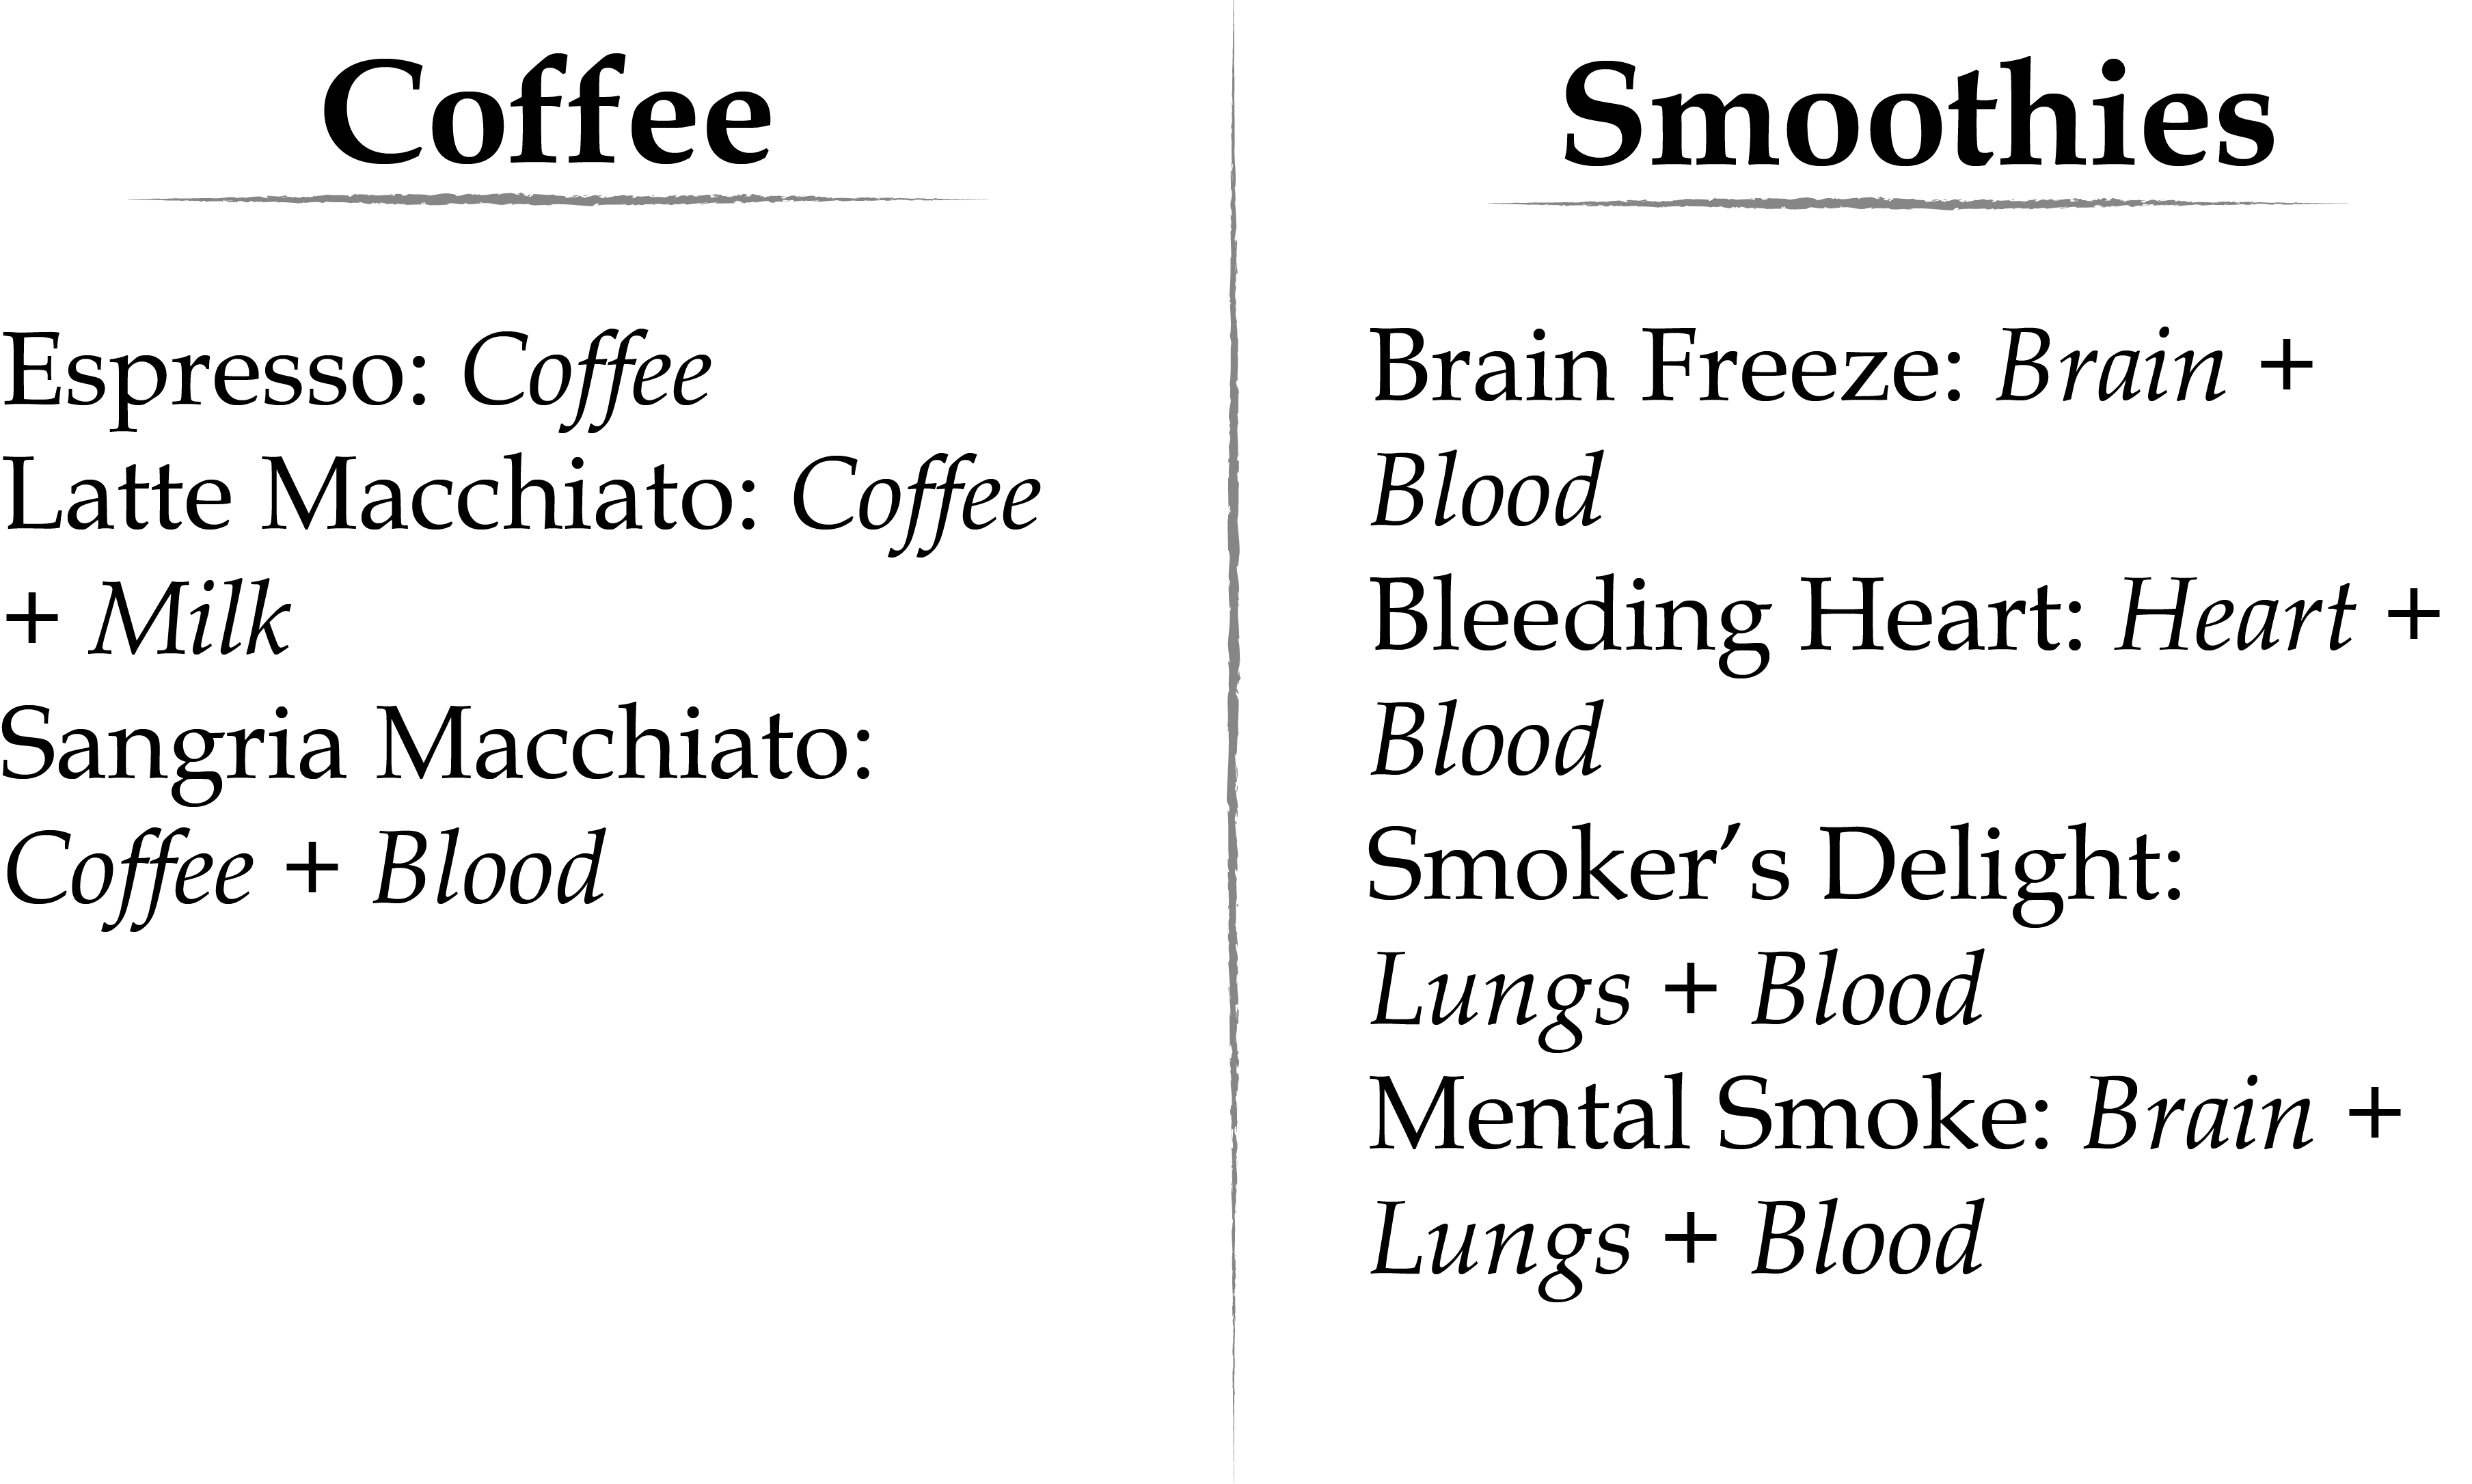 Coffee
Espresso: Coffee
Latte Macchiato: Coffee
+ Milk
Sangria Macchiato:
Coffee + Blood
Smoothies
Brain Freeze: Brain +
Blood
Bleeding Heart: Heart +
Blood
Smoker’s Delight:
Lungs + Blood
Mental Smoke: Brain +
Lungs + Blood